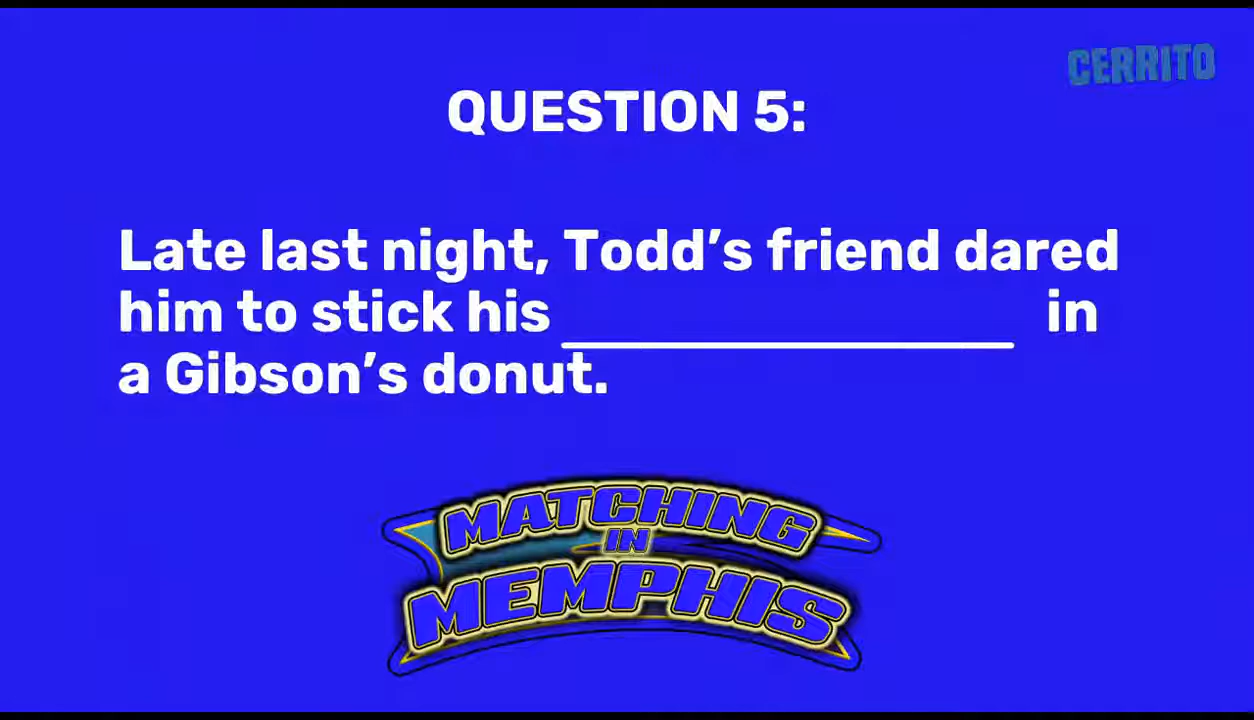 CERRITO
QUESTION 5:
Late last night, Todd’s friend dared
him to stick his ____________ in
a Gibson’s donut.
MATCHING
IN
MEMPHIS